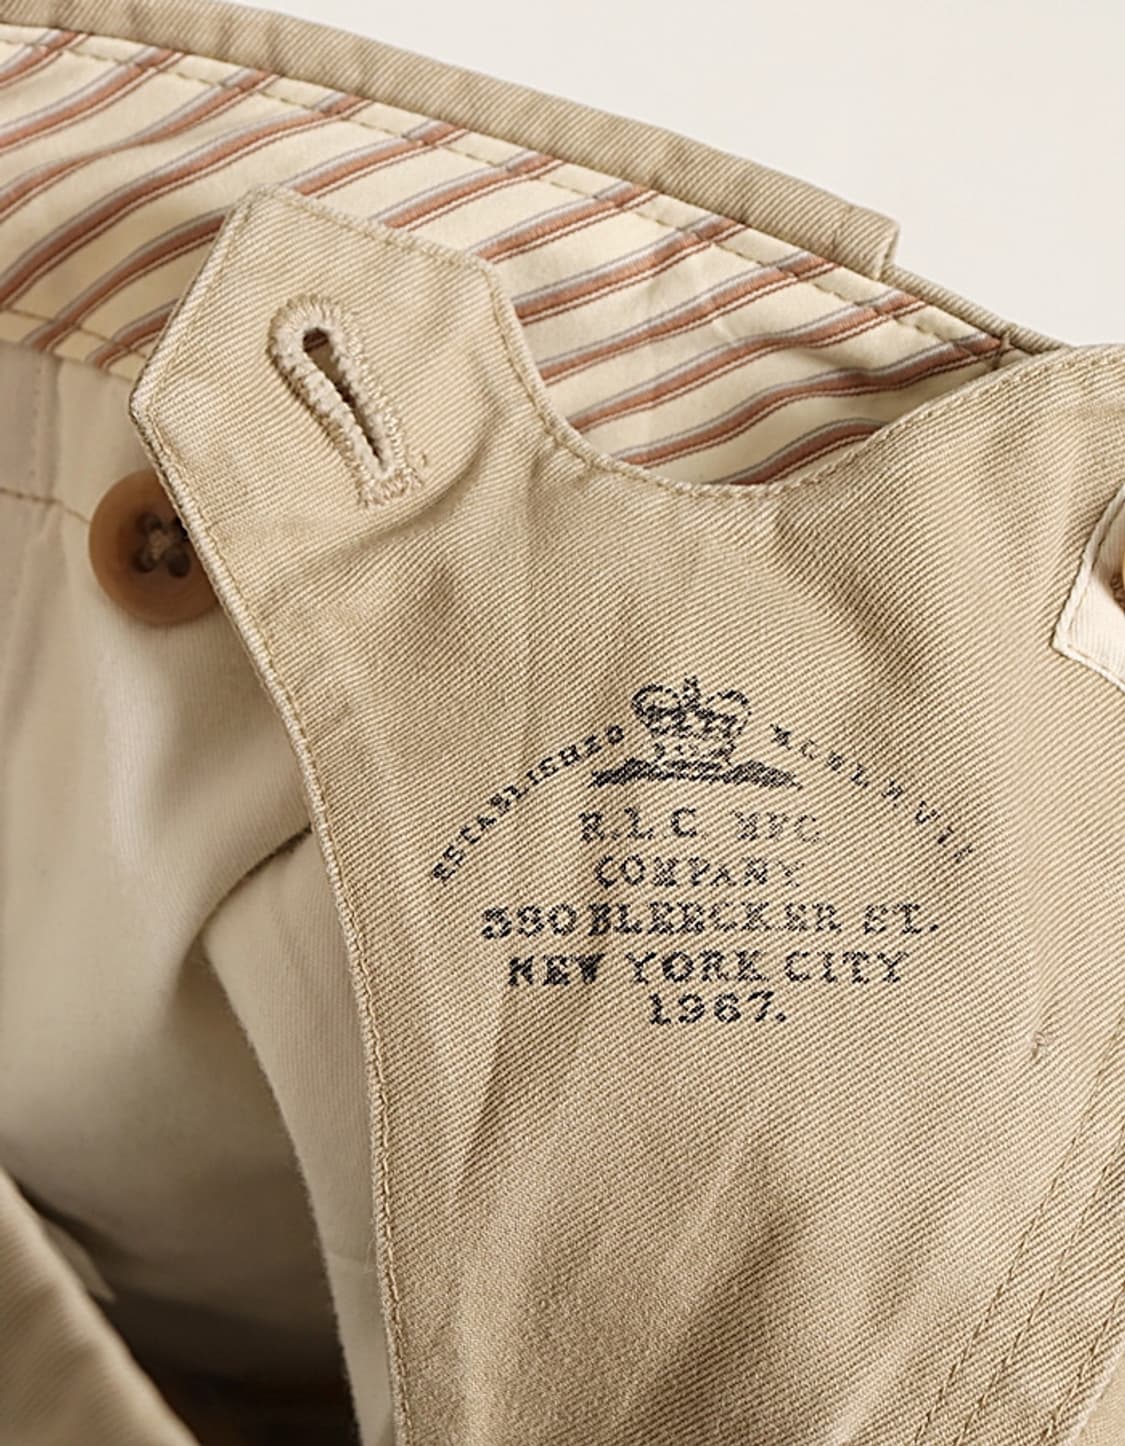 ESTABLISHED
R.L.C. MFG.
COMPANY
380 BLEECKER ST.
NEW YORK CITY
1967.